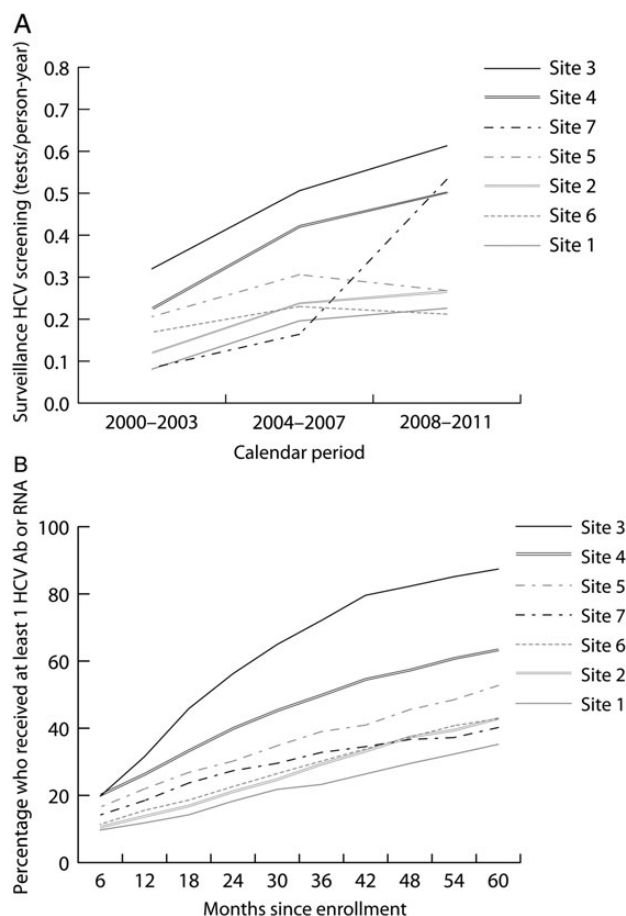 A
Surveillance HCV screening (tests/person-year)
0.8
0.7
0.6
0.5
0.4
0.3
0.2
0.1
0.0
2000–2003 2004–2007 2008–2011
Calendar period
Site 3
Site 4
Site 7
Site 5
Site 2
Site 6
Site 1
B
Percentage who received at least 1 HCV Ab or RNA
100
80
60
40
20
0
6 12 18 24 30 36 42 48 54 60
Months since enrollment
Site 3
Site 4
Site 5
Site 7
Site 6
Site 2
Site 1